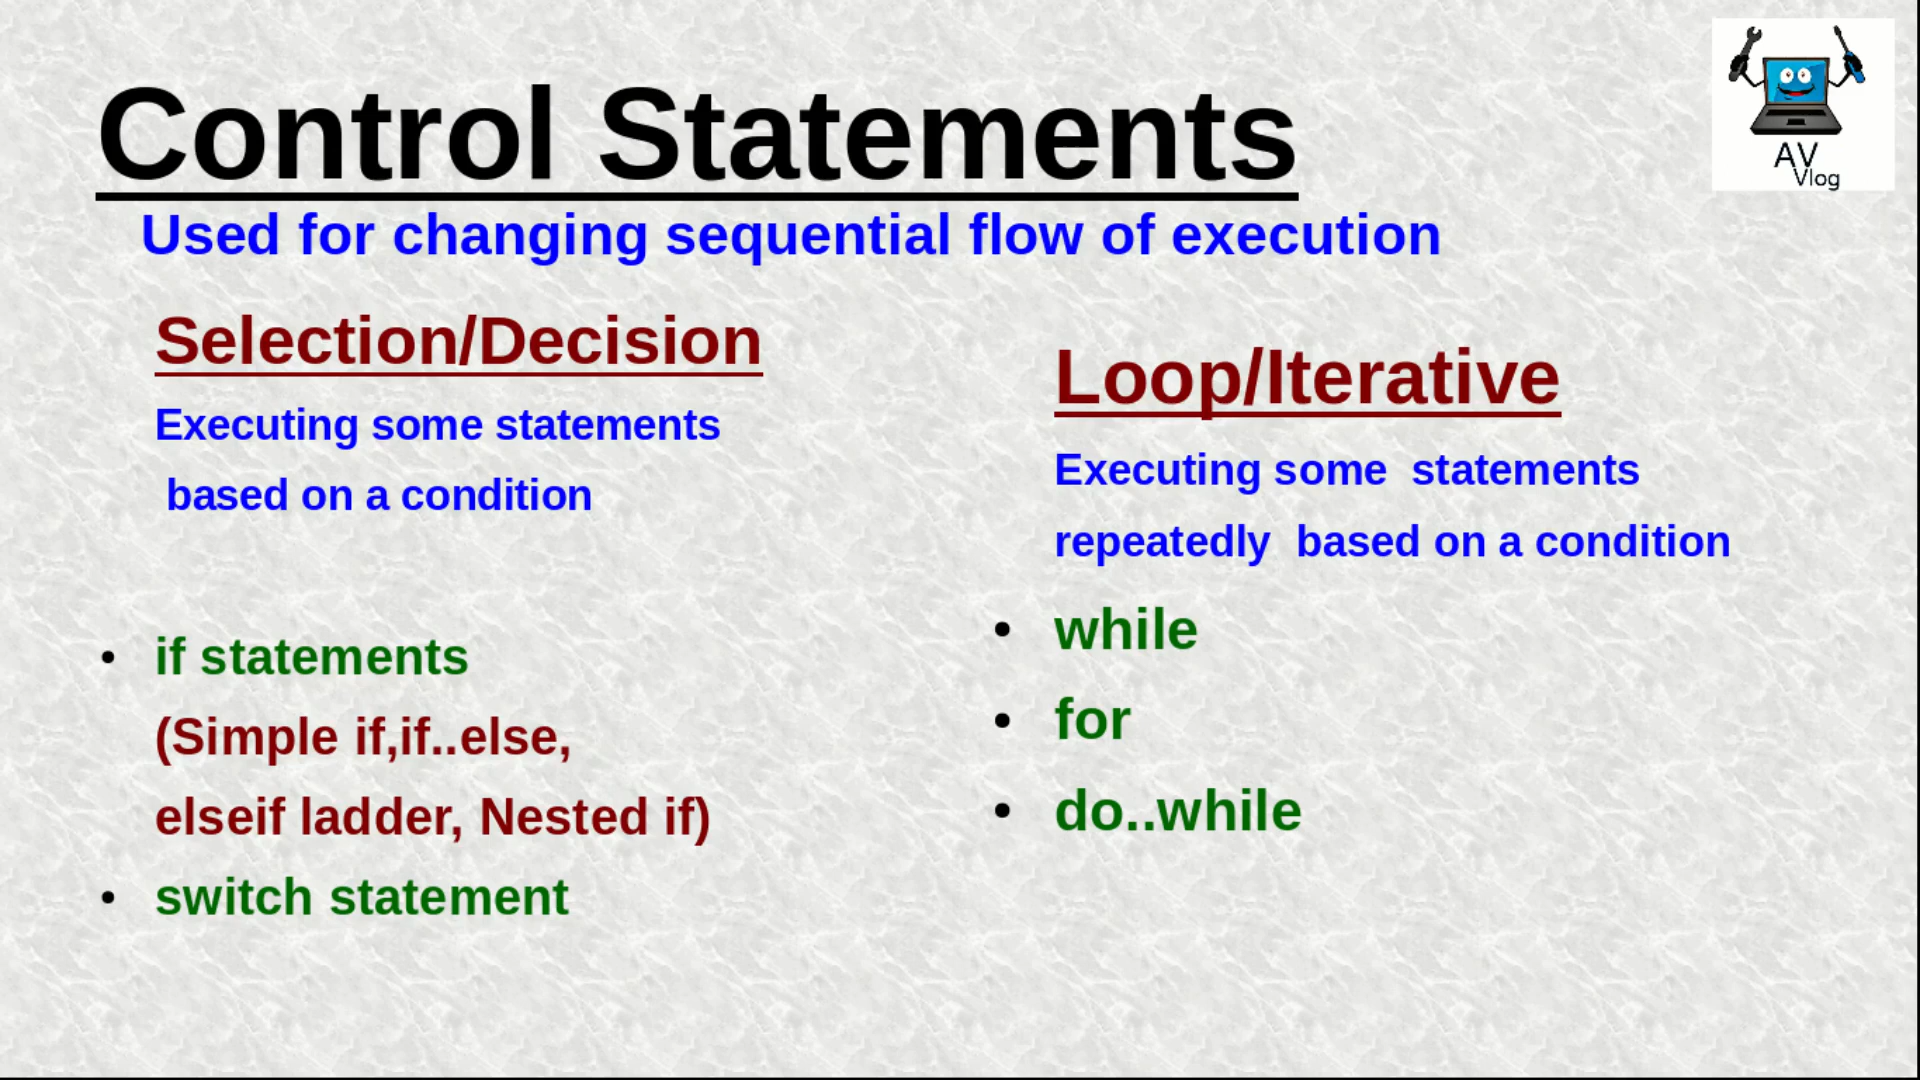 Control Statements
AV
Vlog
Used for changing sequential flow of execution
Selection/Decision
Executing some statements
based on a condition
• if statements
(Simple if,if..else,
elseif ladder, Nested if)
• switch statement
Loop/Iterative
Executing some  statements
repeatedly  based on a condition
• while
• for
• do..while